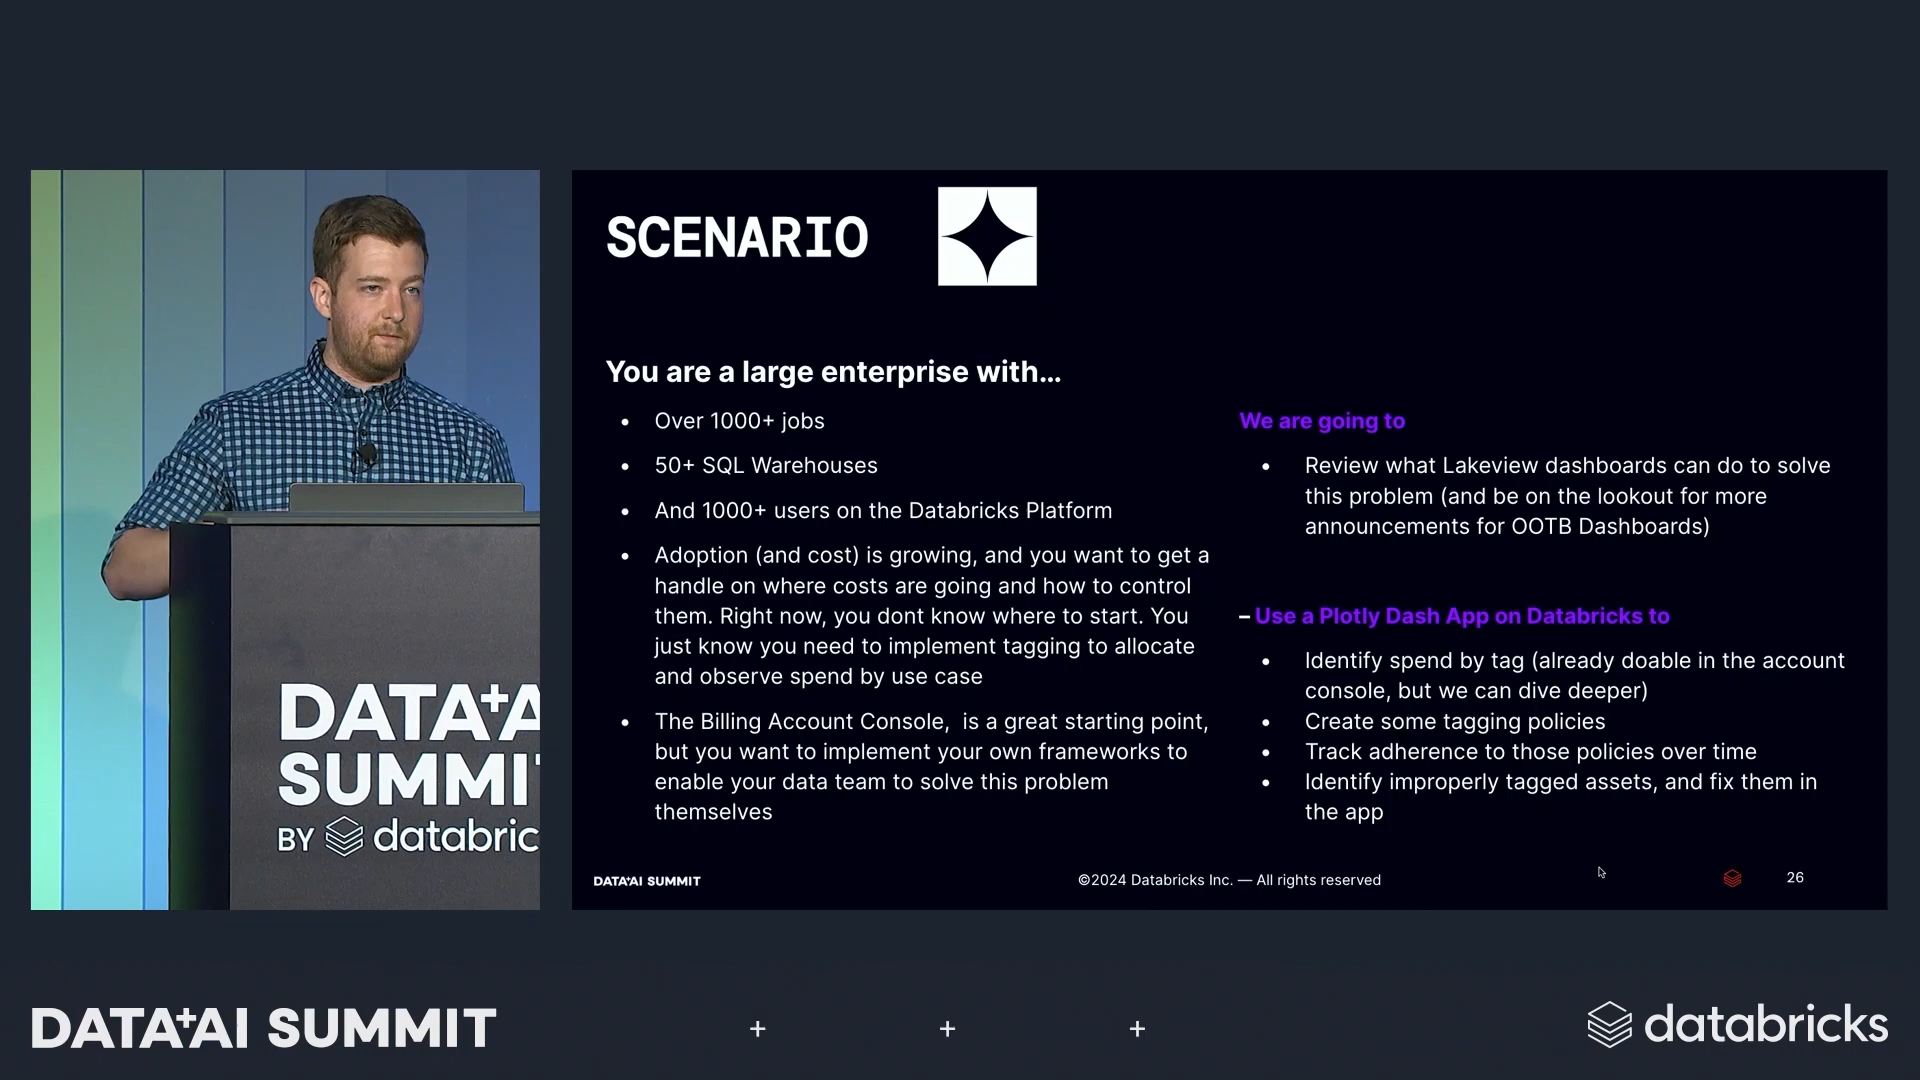 SCENARIO
You are a large enterprise with...
• Over 1000+ jobs
• 50+ SQL Warehouses
• And 1000+ users on the Databricks Platform
• Adoption (and cost) is growing, and you want to get a
handle on where costs are going and how to control
them. Right now, you dont know where to start. You
just know you need to implement tagging to allocate
and observe spend by use case
• The Billing Account Console,  is a great starting point,
but you want to implement your own frameworks to
enable your data team to solve this problem
themselves
We are going to
• Review what Lakeview dashboards can do to solve
this problem (and be on the lookout for more
announcements for OOTB Dashboards)
– Use a Plotly Dash App on Databricks to
• Identify spend by tag (already doable in the account
console, but we can dive deeper)
• Create some tagging policies
• Track adherence to those policies over time
• Identify improperly tagged assets, and fix them in
the app
DATA+AI SUMMIT
©2024 Databricks Inc. — All rights reserved
26
DATA+A
SUMMI
BY databric
DATA+AI SUMMIT
+ + +
databricks